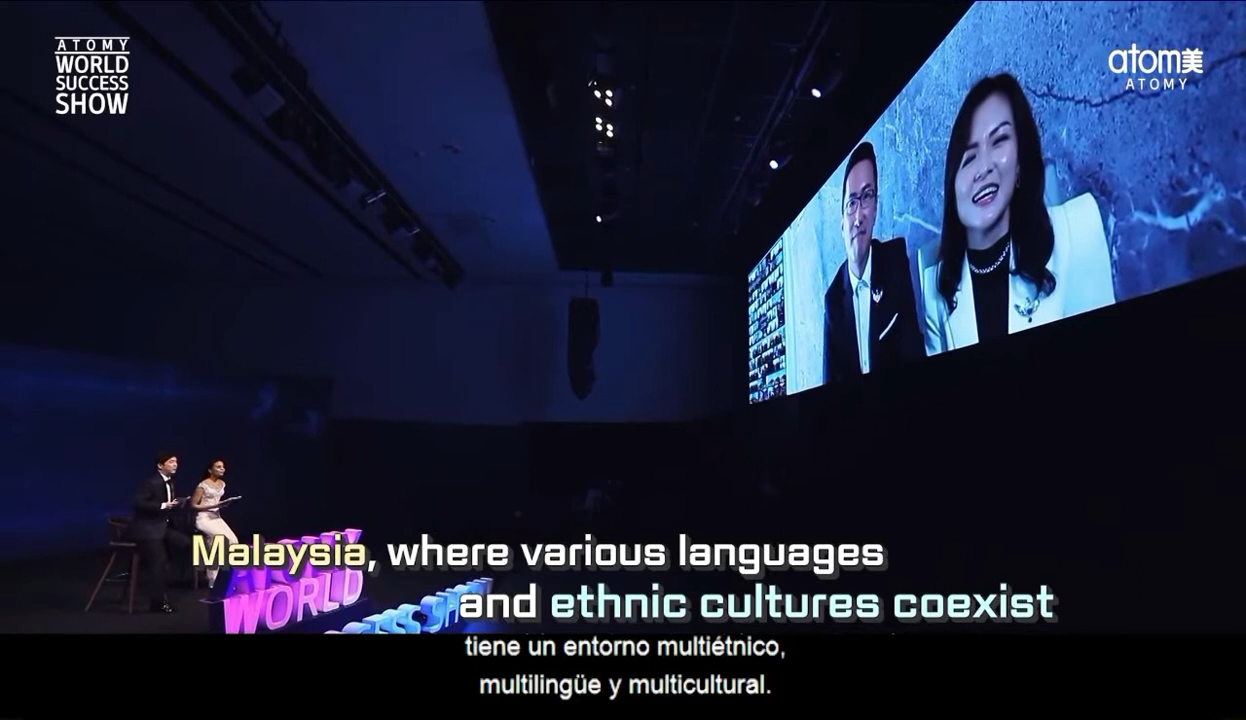 ATOMY
WORLD
SUCCESS
SHOW
atom美
ATOMY
WORLD
Malaysia, where various languages
and ethnic cultures coexist
tiene un entorno multiétnico,
multilingüe y multicultural.